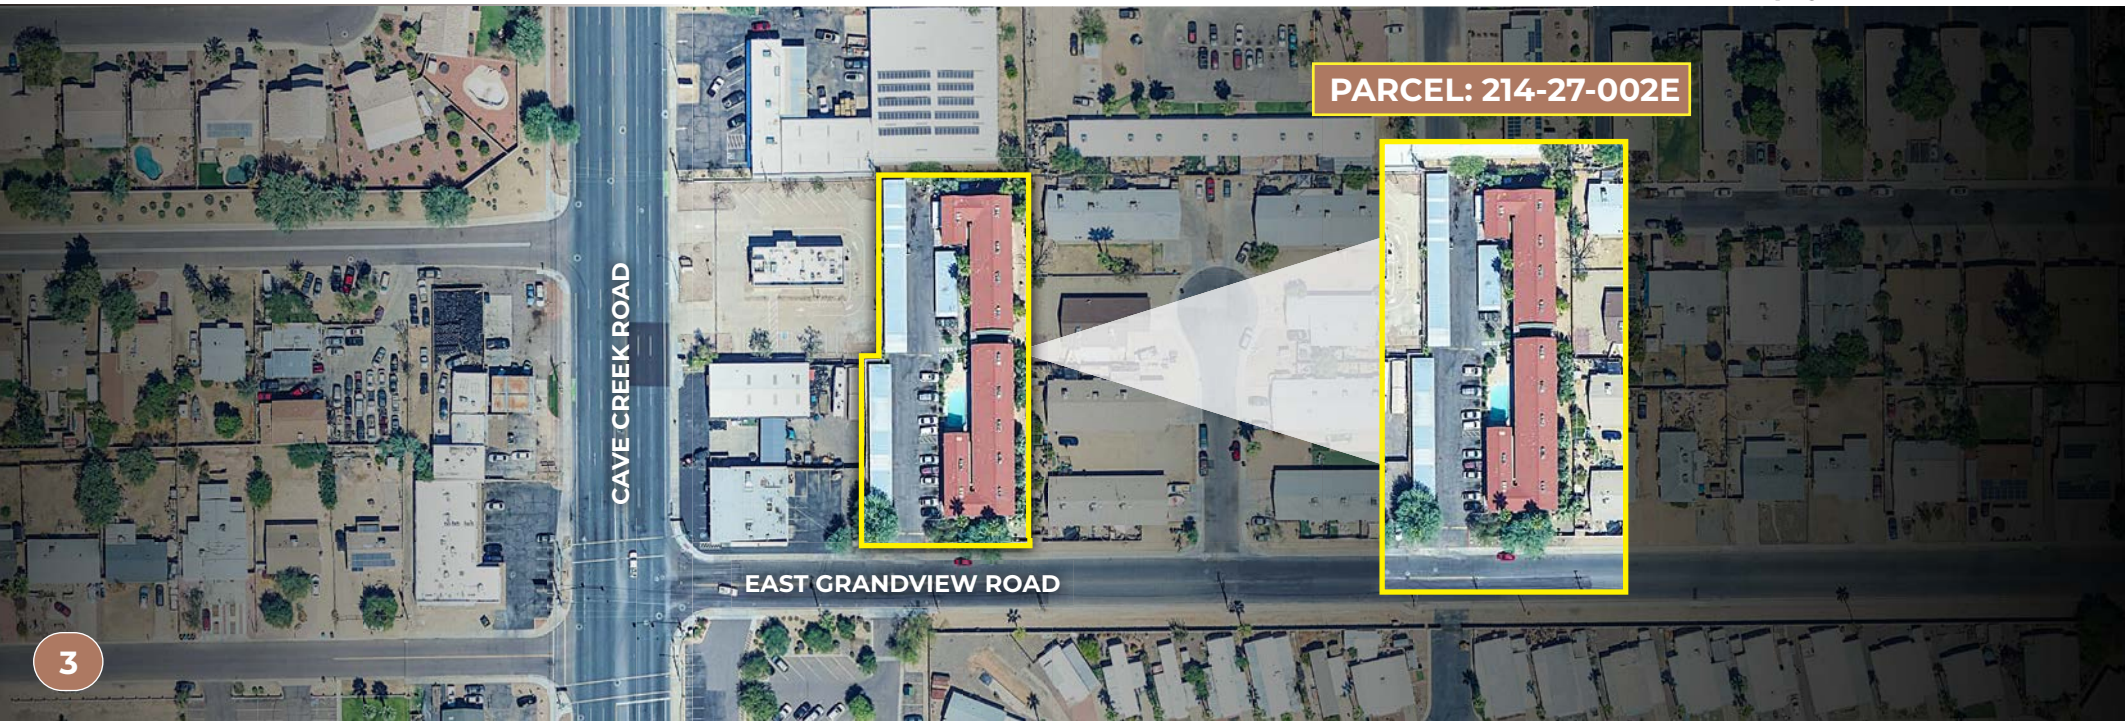 PARCEL: 214-27-002E
CAVE CREEK ROAD
EAST GRANDVIEW ROAD
3